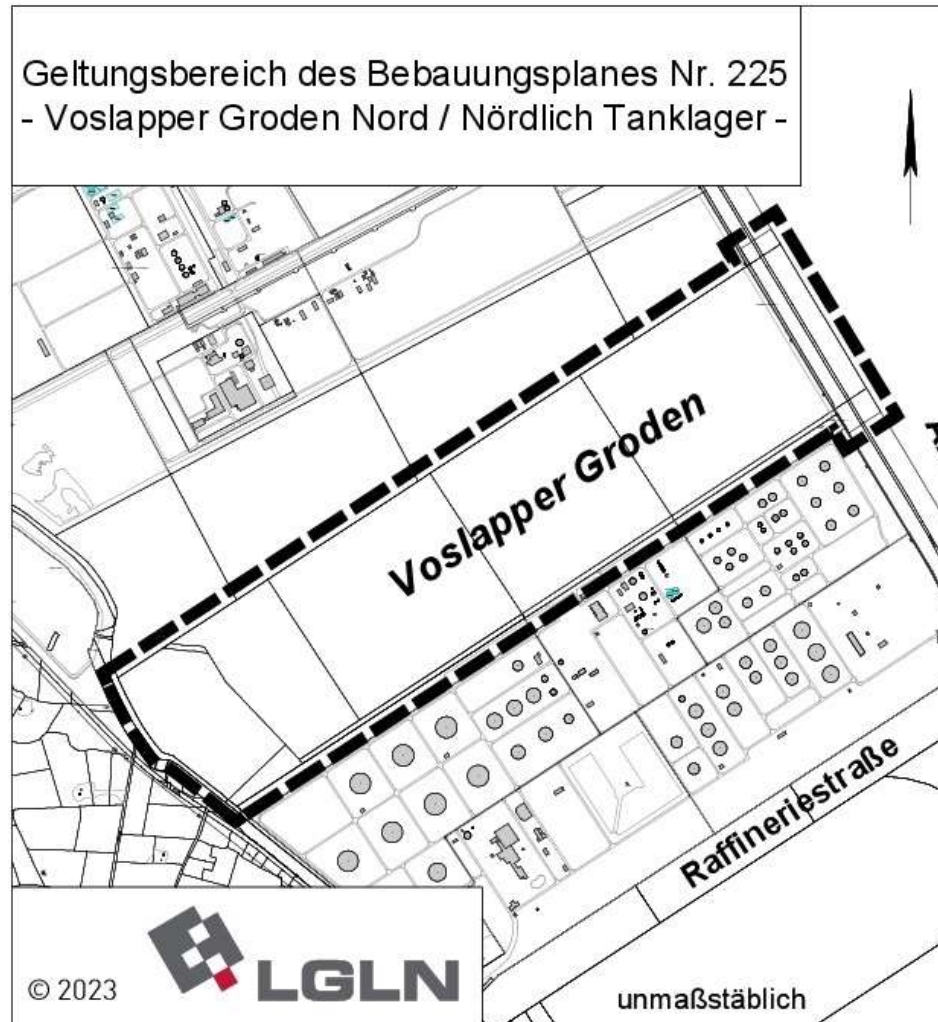 Geltungsbereich des Bebauungsplanes Nr. 225
- Voslapper Groden Nord / Nördlich Tanklager -
Voslapper Groden
Raffineriestraße
© 2023
LGLN
unmaßstäblich